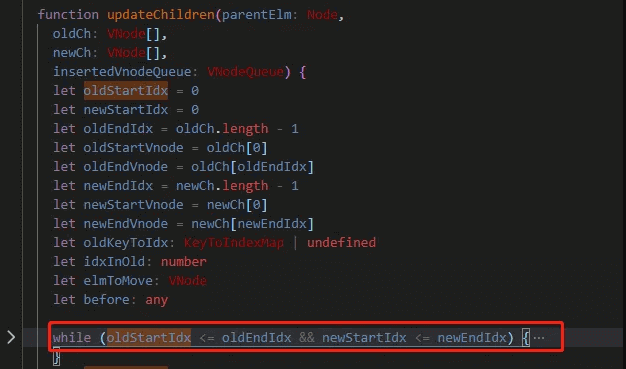 function updateChildren(parentElm: Node,
oldCh: VNode[],
newCh: VNode[],
insertedVnodeQueue: VNodeQueue) {
let oldStartIdx = 0
let newStartIdx = 0
let oldEndIdx = oldCh.length - 1
let oldStartVnode = oldCh[0]
let oldEndVnode = oldCh[oldEndIdx]
let newEndIdx = newCh.length - 1
let newStartVnode = newCh[0]
let newEndVnode = newCh[newEndIdx]
let oldKeyToIdx: KeyToIndexMap | undefined
let idxInOld: number
let elmToMove: VNode
let before: any
while (oldStartIdx <= oldEndIdx && newStartIdx <= newEndIdx) {⋯
}